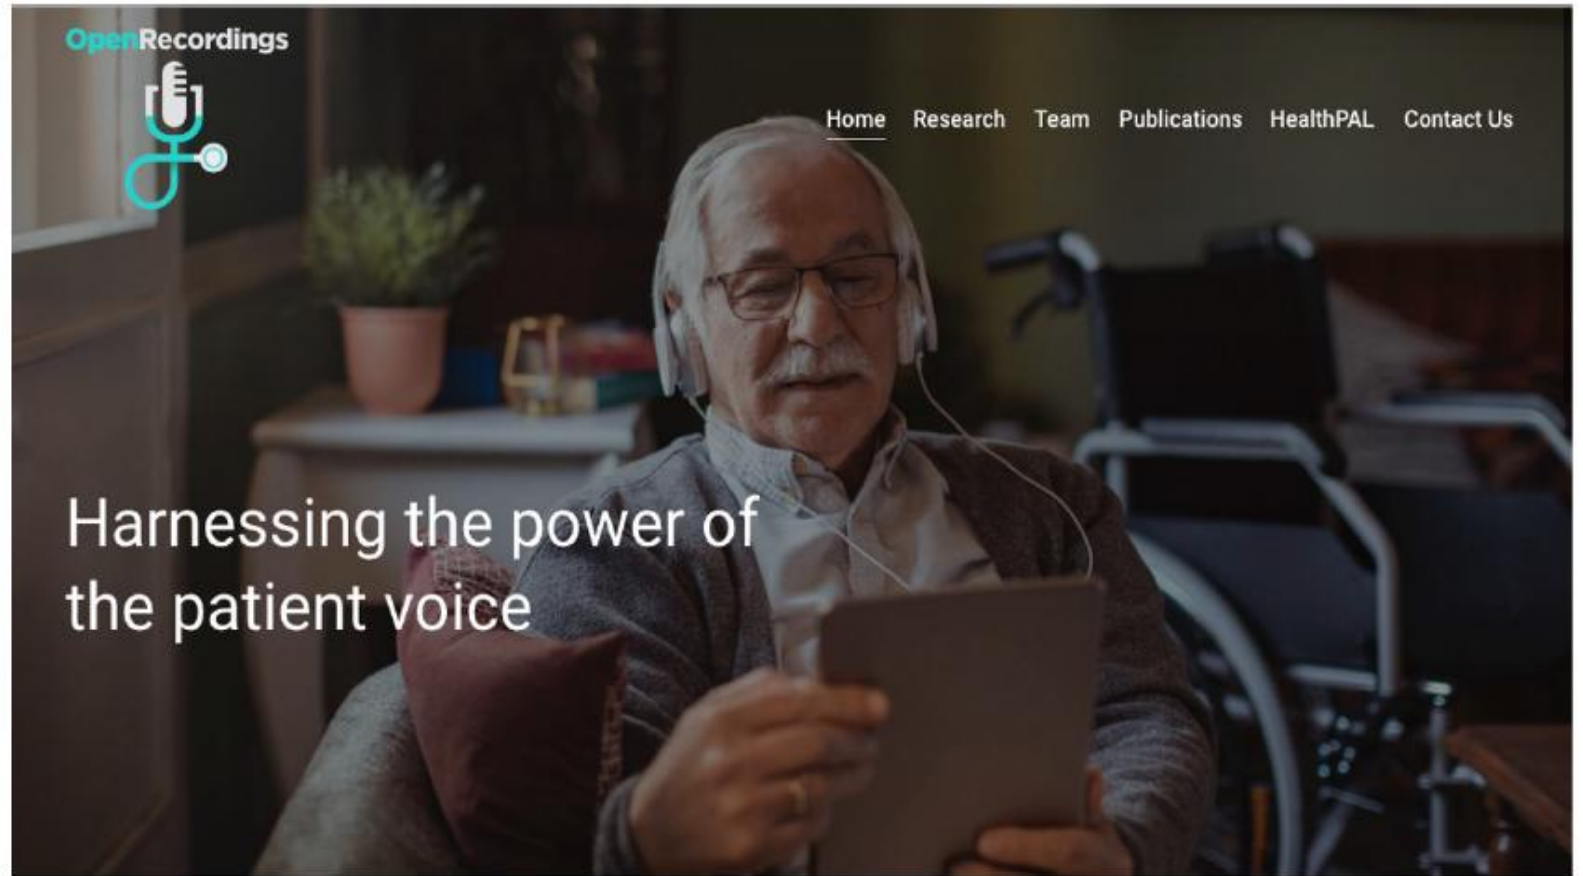 OpenRecordings
Home Research Team Publications HealthPAL Contact Us
Harnessing the power of
the patient voice